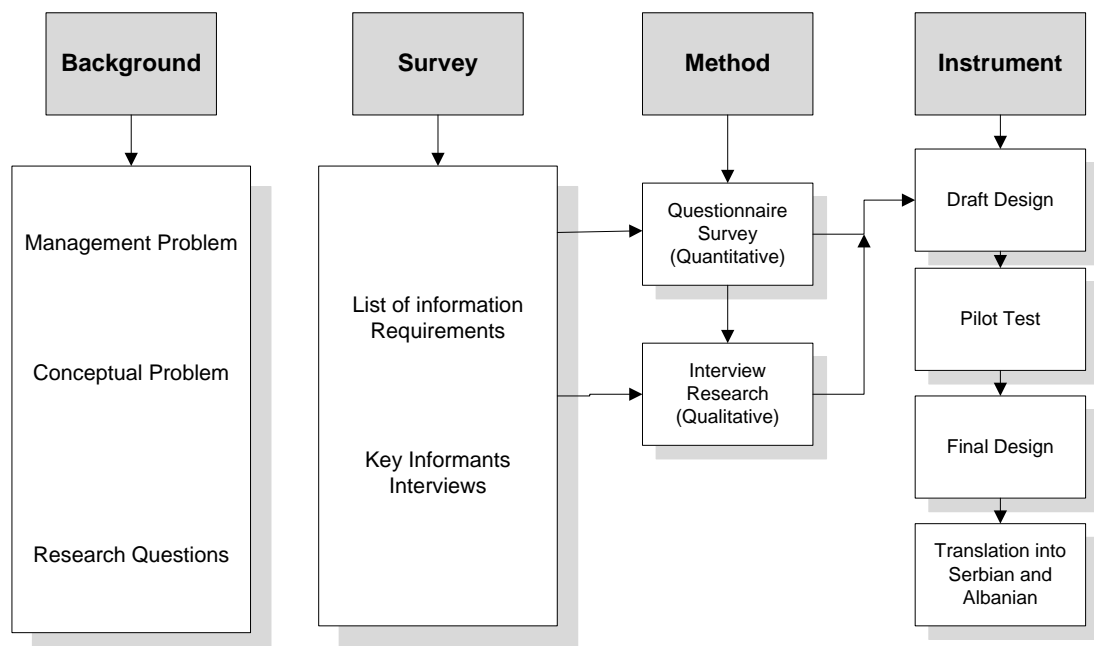 Background
Management Problem
Conceptual Problem
Research Questions
Survey
List of information
Requirements
Key Informants
Interviews
Method
Questionnaire
Survey
(Quantitative)
Interview
Research
(Qualitative)
Instrument
Draft Design
Pilot Test
Final Design
Translation into
Serbian and
Albanian